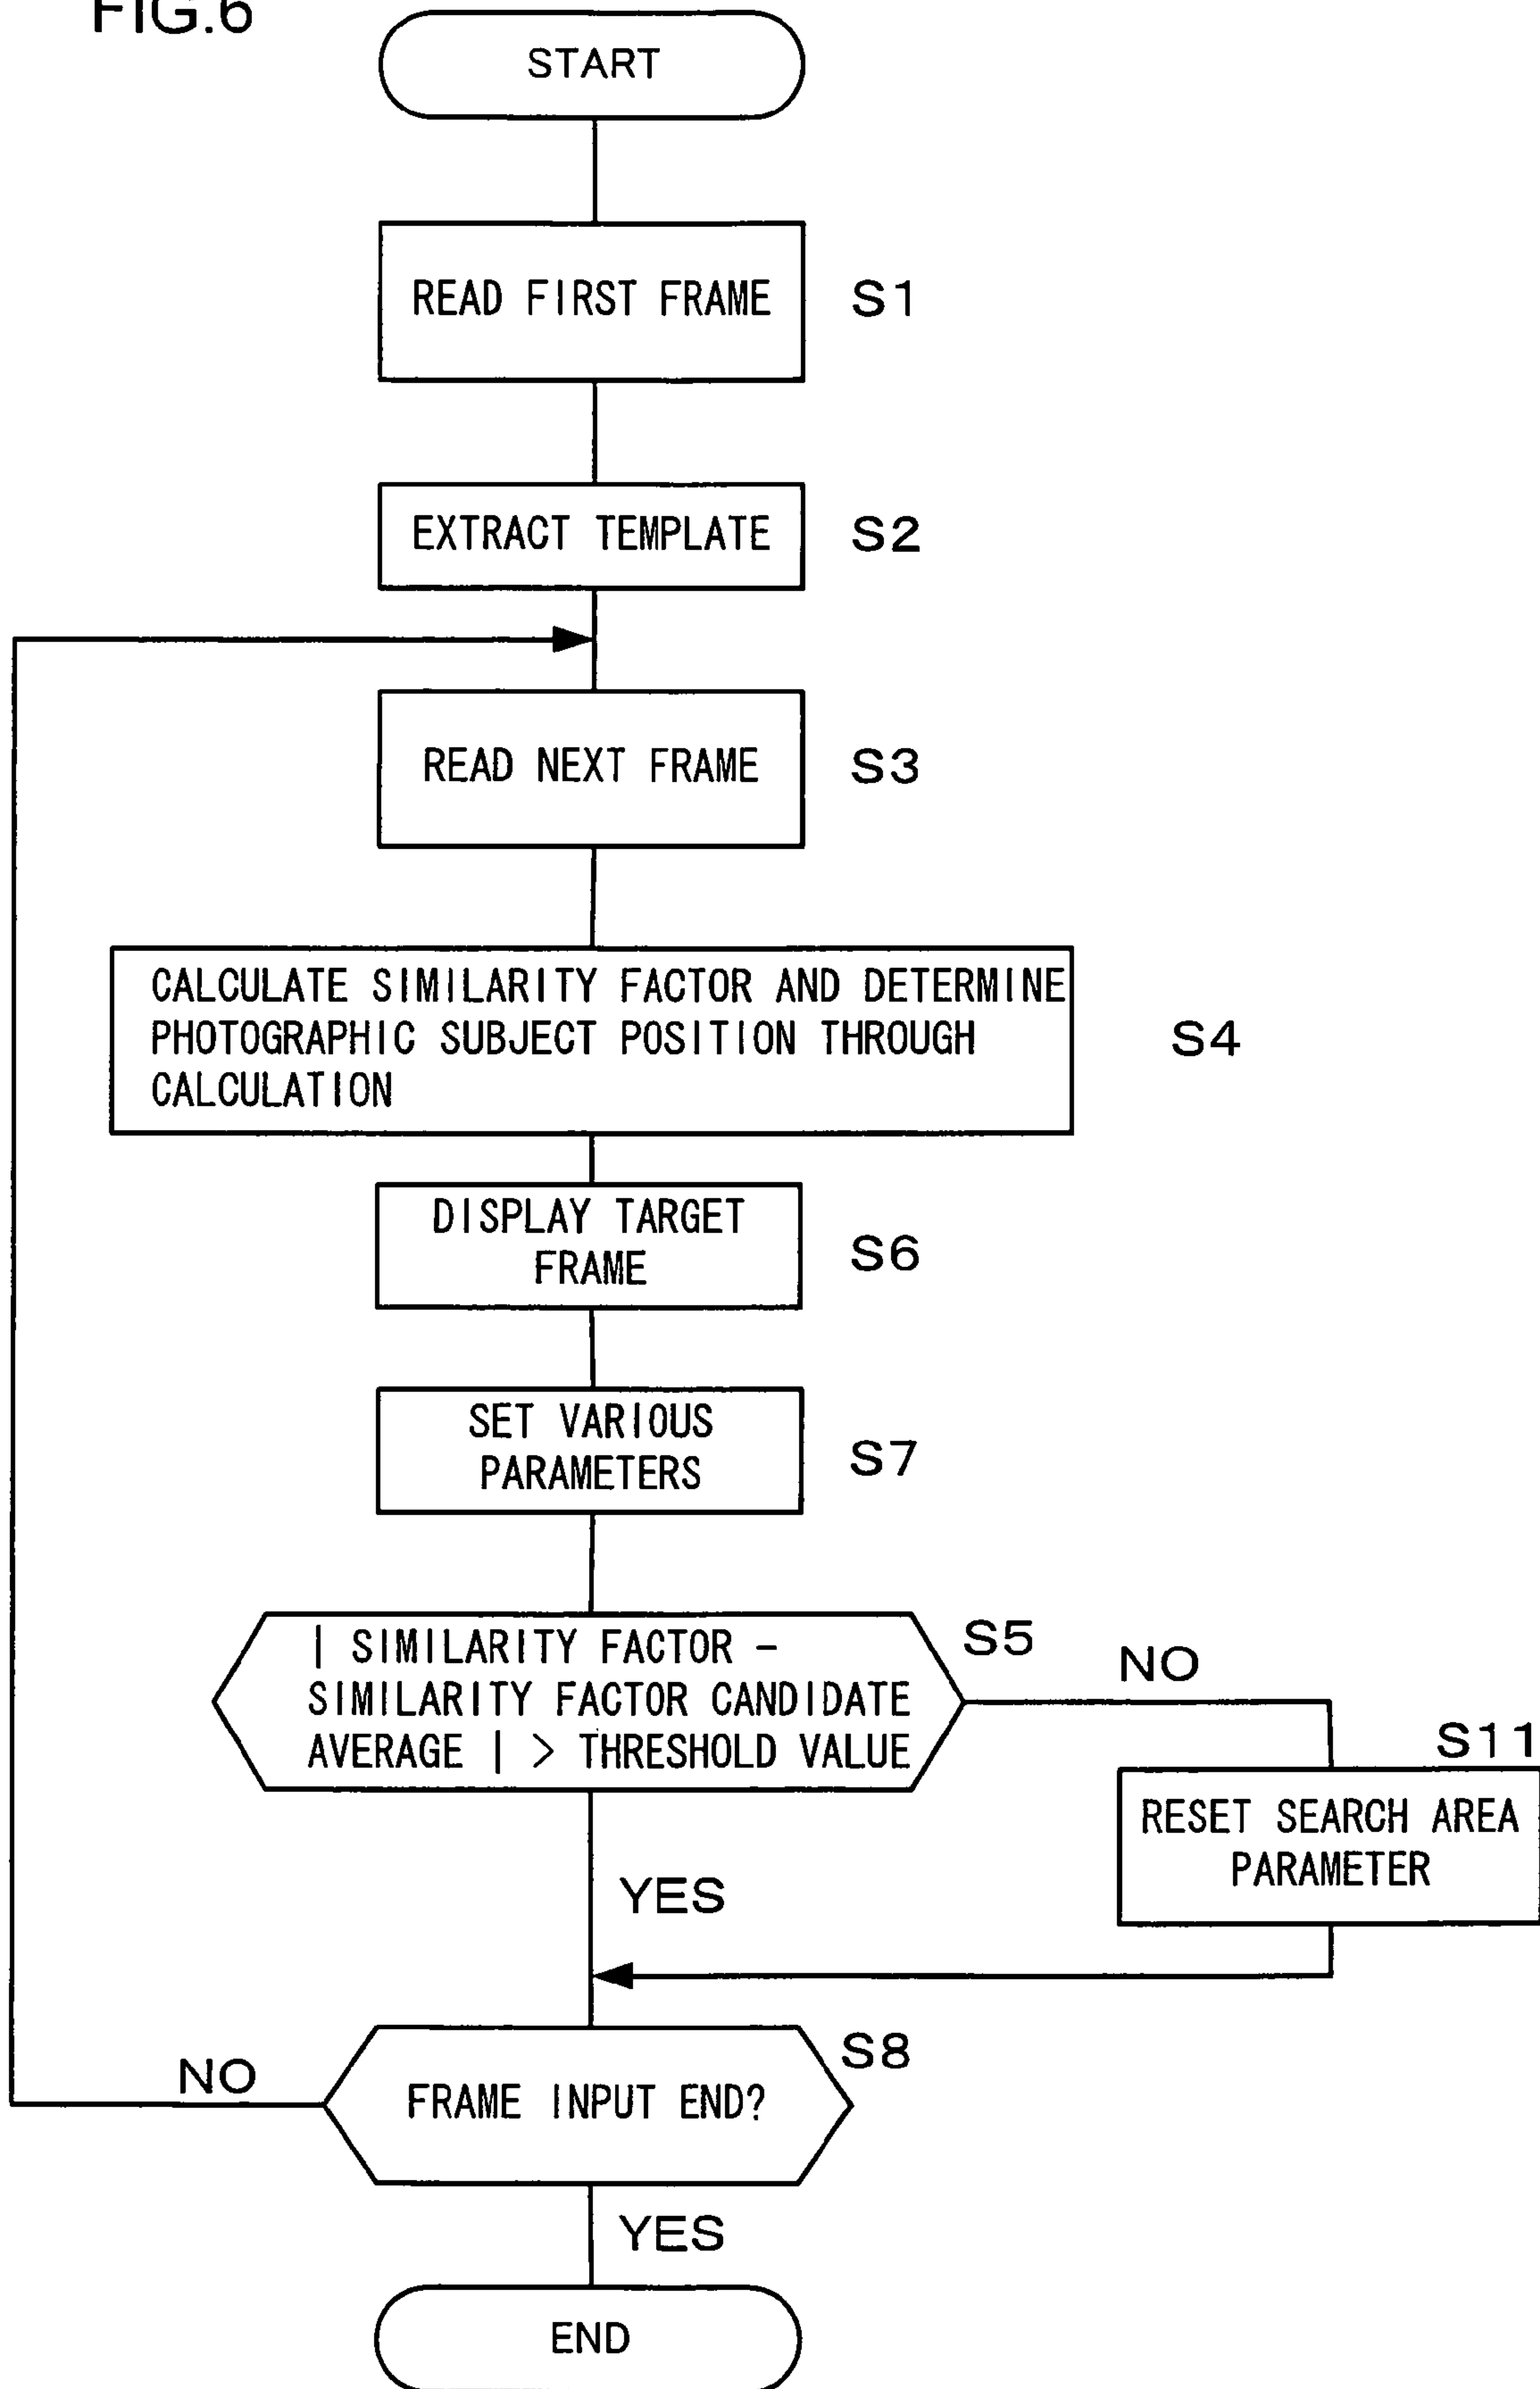 FIG.6
START
READ FIRST FRAME
S1
EXTRACT TEMPLATE
S2
READ NEXT FRAME
S3
CALCULATE SIMILARITY FACTOR AND DETERMINE
PHOTOGRAPHIC SUBJECT POSITION THROUGH
CALCULATION
S4
DISPLAY TARGET
FRAME
S6
SET VARIOUS
PARAMETERS
S7
| SIMILARITY FACTOR -
SIMILARITY FACTOR CANDIDATE
AVERAGE | > THRESHOLD VALUE
S5
NO
S11
RESET SEARCH AREA
PARAMETER
YES
S8
NO
FRAME INPUT END?
YES
END